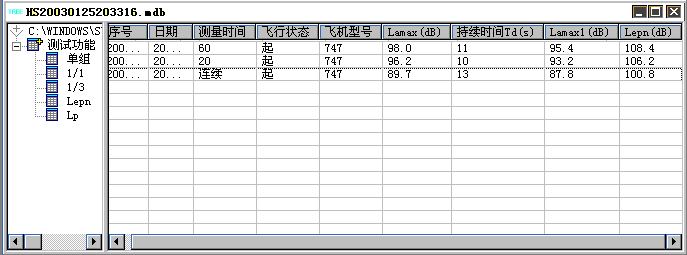 HS20030125203316.mdb
C:\WINDOWS\S
测试功能
单组
1/1
1/3
Lepn
Lp
序号 日期 测量时间 飞行状态 飞机型号 Lamax(dB) 持续时间Td(s) Lamax1(dB) Lepn(dB)
200... 20... 60 起 747 98.0 11 95.4 108.4
200... 20... 20 起 747 96.2 10 93.2 106.2
200... 20... 连续 起 747 89.7 13 87.8 100.8